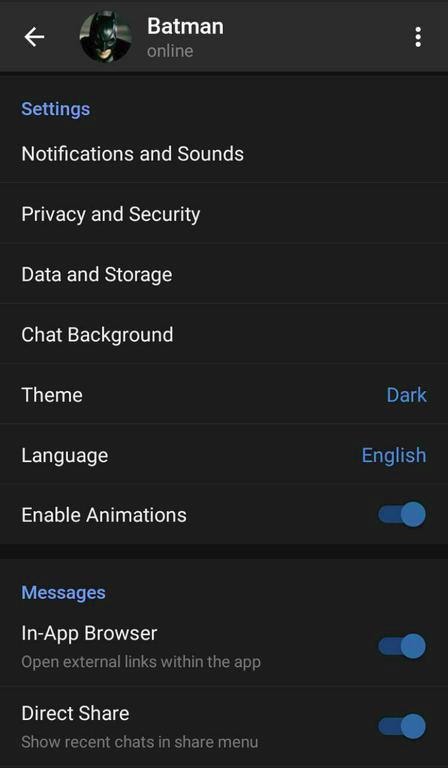 Batman
online
Settings
Notifications and Sounds
Privacy and Security
Data and Storage
Chat Background
Theme Dark
Language English
Enable Animations
Messages
In-App Browser
Open external links within the app
Direct Share
Show recent chats in share menu